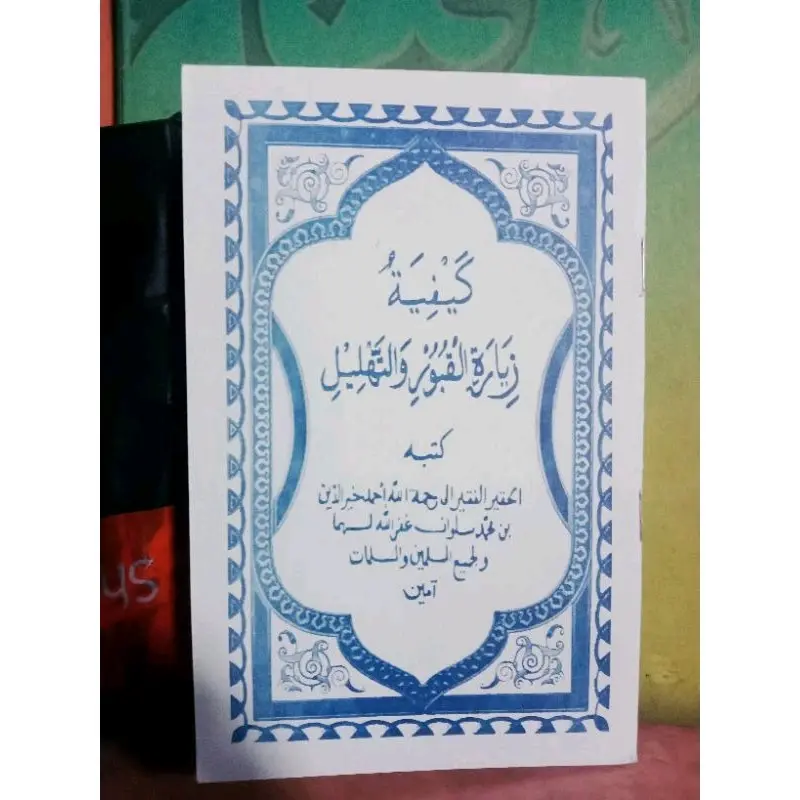 كَيْفِيَةُ
زِيَارَةِ الْقُبُوْرِ وَالتَّهْلِيْلِ
كتبه
الحقير الفقير الى رحمة الله أحمد خير الدين
بن محمد سلوان غفر الله لهما
ولجميع المسلمين والمسلمات
آمين
sh